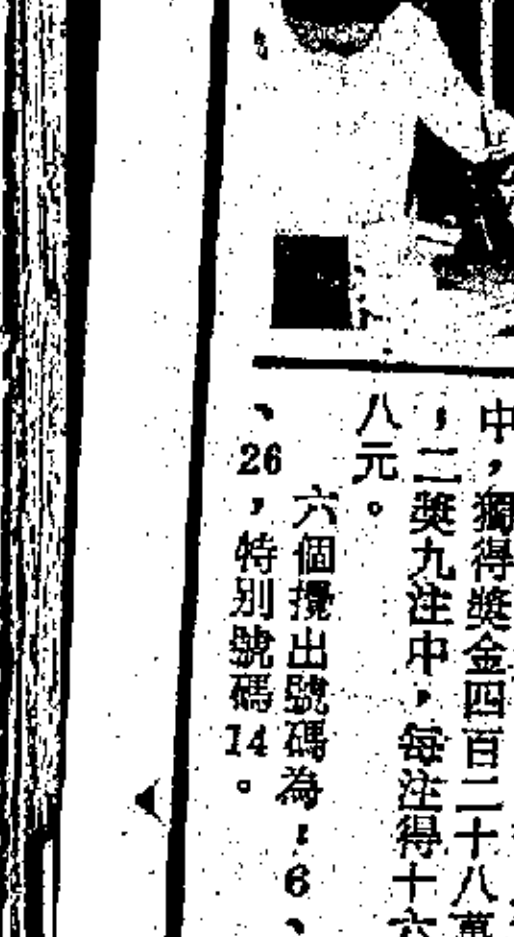 中，獨得獎金四百二十八萬
，二獎九注中，每注得十六
八元。
六個攪出號碼為：6、
、26，特別號碼14。